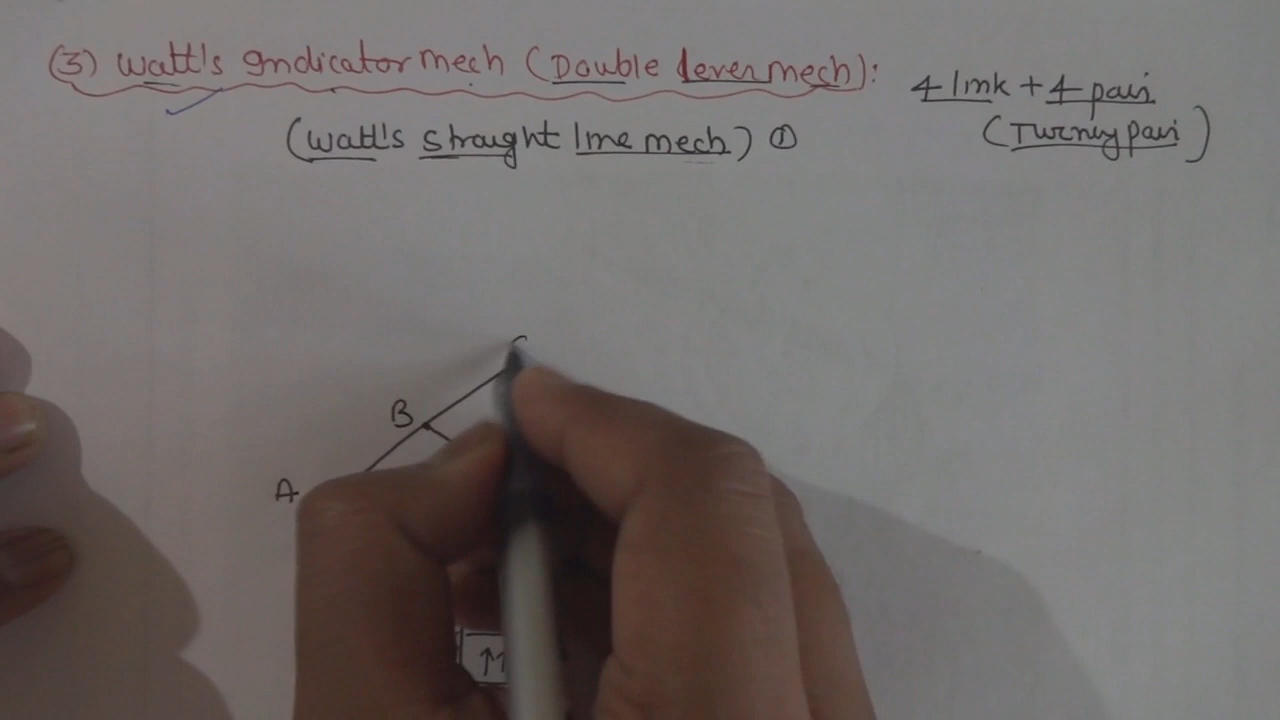 (3) Watt's Indicator mech (Double lever mech):
4 link + 4 pair
(Turning pair)
(Watt's straight line mech) ①
B
A